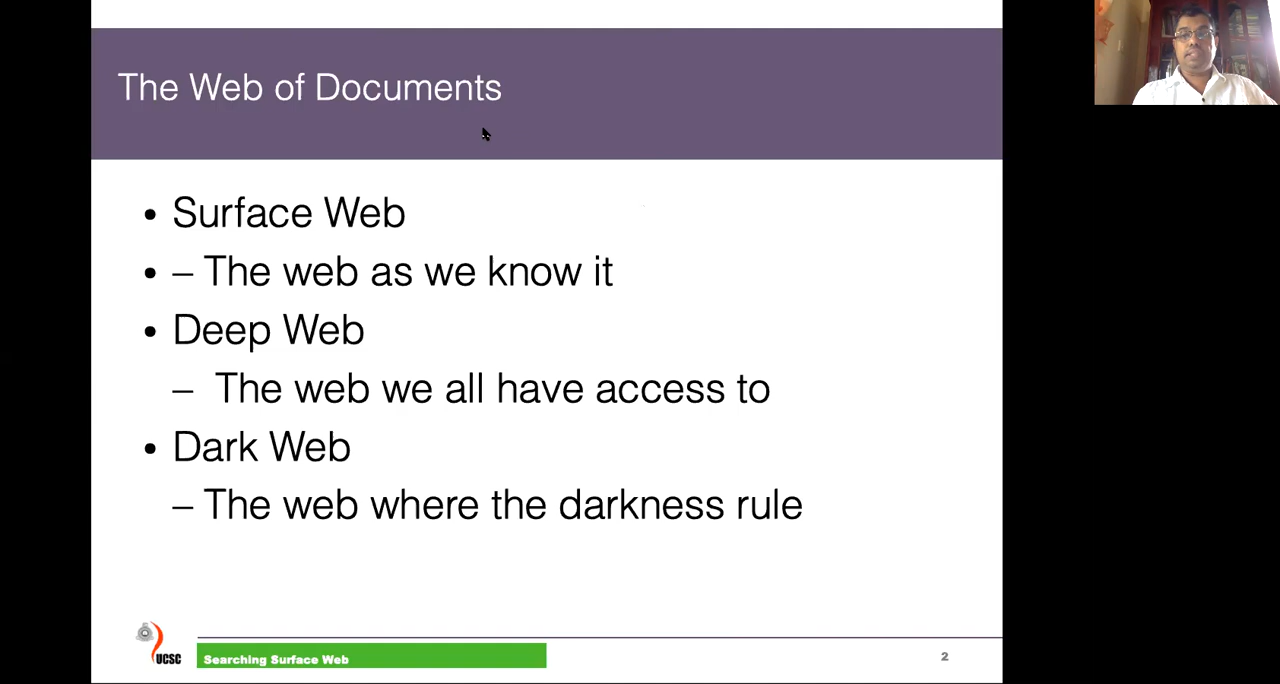 The Web of Documents
• Surface Web
• – The web as we know it
• Deep Web
– The web we all have access to
• Dark Web
– The web where the darkness rule
UCSC
Searching Surface Web
2